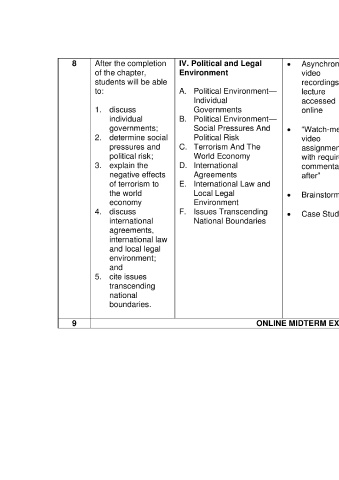 8
After the completion
of the chapter,
students will be able
to:
1. discuss
individual
governments;
2. determine social
pressures and
political risk;
3. explain the
negative effects
of terrorism to
the world
economy
4. discuss
international
agreements,
international law
and local legal
environment;
and
5. cite issues
transcending
national
boundaries.
IV. Political and Legal
Environment
A. Political Environment—
Individual
Governments
B. Political Environment—
Social Pressures And
Political Risk
C. Terrorism And The
World Economy
D. International
Agreements
E. International Law and
Local Legal
Environment
F. Issues Transcending
National Boundaries
• Asynchron
video
recordings
lecture
accessed
online
• "Watch-me
video
assignmen
with requir
commenta
after"
• Brainstorm
• Case Stud
9
ONLINE MIDTERM EX